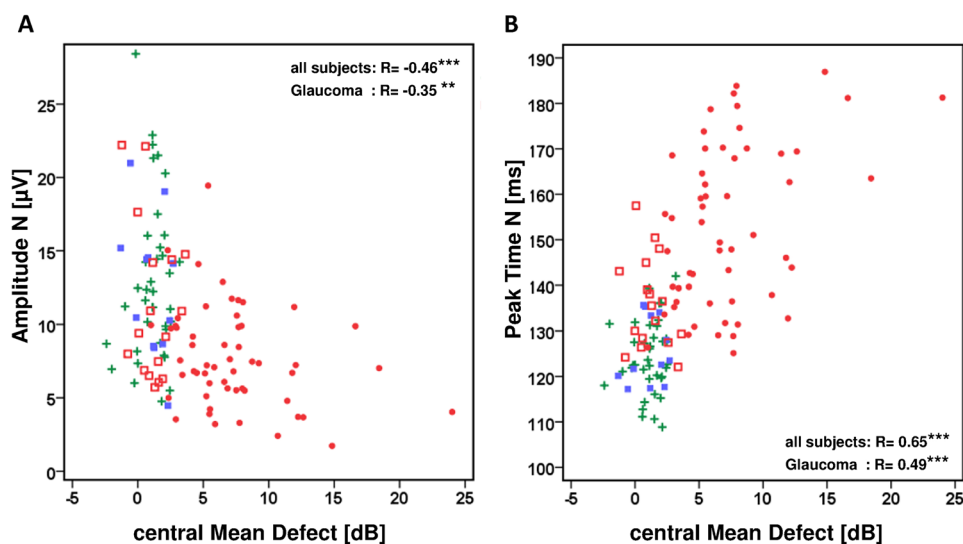 A
all subjects: R= -0.46***
Glaucoma : R= -0.35 **
Amplitude N [µV]
25
20
15
10
5
0
-5 0 5 10 15 20 25
central Mean Defect [dB]
B
190
180
170
160
150
140
130
120
110
100
Peak Time N [ms]
all subjects: R= 0.65***
Glaucoma : R= 0.49***
-5 0 5 10 15 20 25
central Mean Defect [dB]